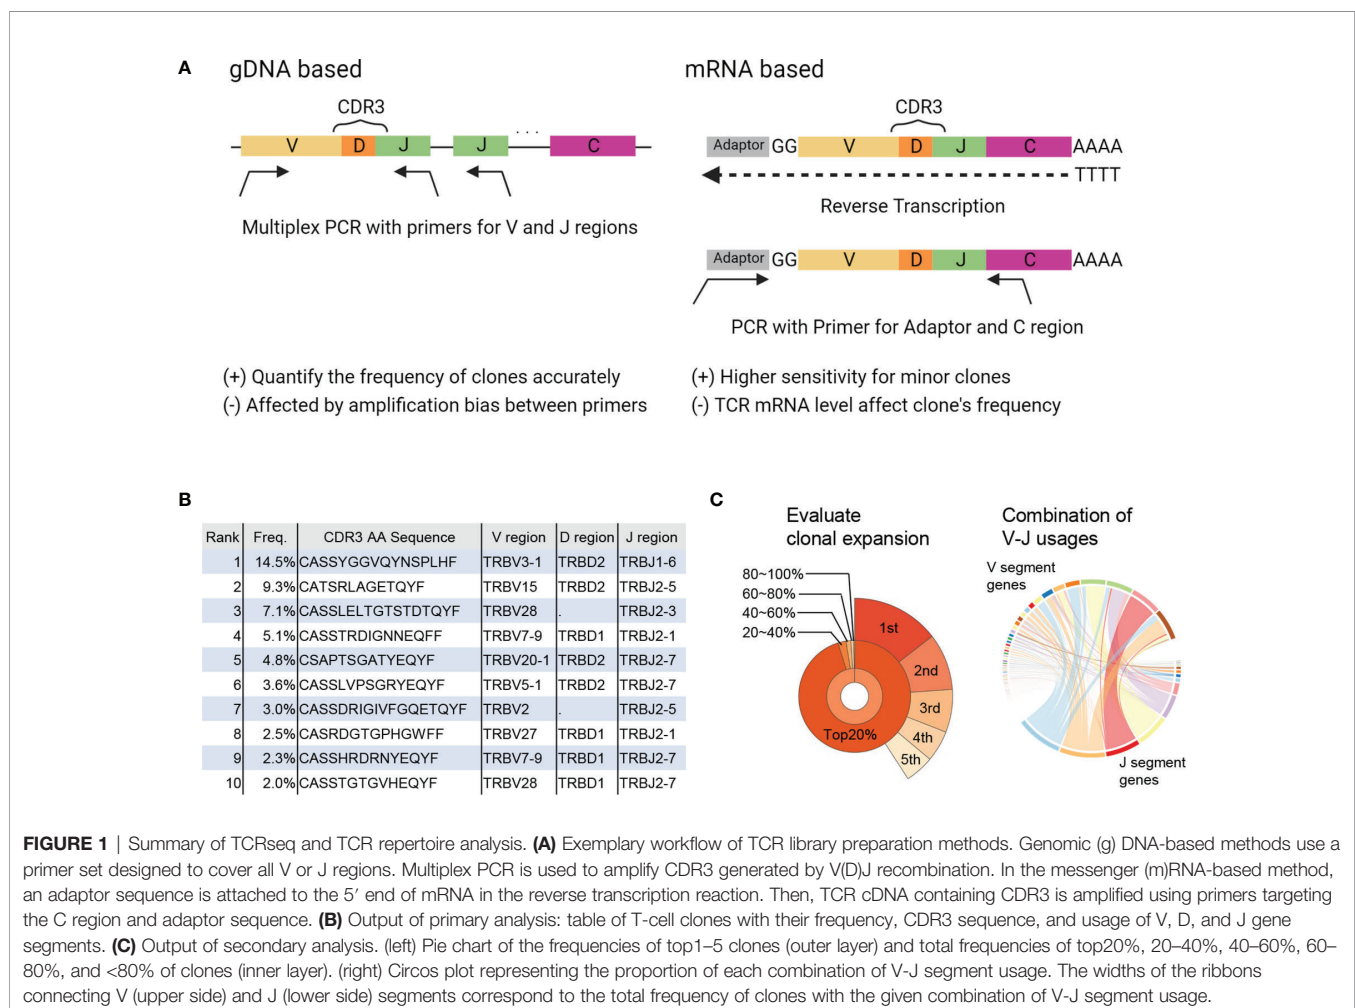 A
gDNA based
CDR3
V D J J ... C
Multiplex PCR with primers for V and J regions
(+) Quantify the frequency of clones accurately
(-) Affected by amplification bias between primers
mRNA based
CDR3
Adaptor GG V D J C AAAA
TTTT
Reverse Transcription
Adaptor GG V D J C AAAA
PCR with Primer for Adaptor and C region
(+) Higher sensitivity for minor clones
(-) TCR mRNA level affect clone's frequency
B
Rank Freq. CDR3 AA Sequence V region D region J region
1 14.5% CASSYGGVQYNSPLHF TRBV3-1 TRBD2 TRBJ1-6
2 9.3% CATSRLAGETQYF TRBV15 TRBD2 TRBJ2-5
3 7.1% CASSLELTGTSTDTQYF TRBV28 . TRBJ2-3
4 5.1% CASSTRDIGNNEQFF TRBV7-9 TRBD1 TRBJ2-1
5 4.8% CSAPTSGATYEQYF TRBV20-1 TRBD2 TRBJ2-7
6 3.6% CASSLVPSGRYEQYF TRBV5-1 TRBD2 TRBJ2-7
7 3.0% CASSDRIGIVFGQETQYF TRBV2 . TRBJ2-5
8 2.5% CASRDGTGPHGWFF TRBV27 TRBD1 TRBJ2-1
9 2.3% CASSHRDRNYEQYF TRBV7-9 TRBD1 TRBJ2-7
10 2.0% CASSTGTGVHEQYF TRBV28 TRBD1 TRBJ2-7
C
Evaluate
clonal expansion
80~100%
60~80%
40~60%
20~40%
1st
2nd
3rd
4th
5th
Top20%
Combination of
V-J usages
V segment
genes
J segment
genes
FIGURE 1 | Summary of TCRseq and TCR repertoire analysis. (A) Exemplary workflow of TCR library preparation methods. Genomic (g) DNA-based methods use a
primer set designed to cover all V or J regions. Multiplex PCR is used to amplify CDR3 generated by V(D)J recombination. In the messenger (m)RNA-based method,
an adaptor sequence is attached to the 5′ end of mRNA in the reverse transcription reaction. Then, TCR cDNA containing CDR3 is amplified using primers targeting
the C region and adaptor sequence. (B) Output of primary analysis: table of T-cell clones with their frequency, CDR3 sequence, and usage of V, D, and J gene
segments. (C) Output of secondary analysis. (left) Pie chart of the frequencies of top1–5 clones (outer layer) and total frequencies of top20%, 20–40%, 40–60%, 60–
80%, and <80% of clones (inner layer). (right) Circos plot representing the proportion of each combination of V-J segment usage. The widths of the ribbons
connecting V (upper side) and J (lower side) segments correspond to the total frequency of clones with the given combination of V-J segment usage.